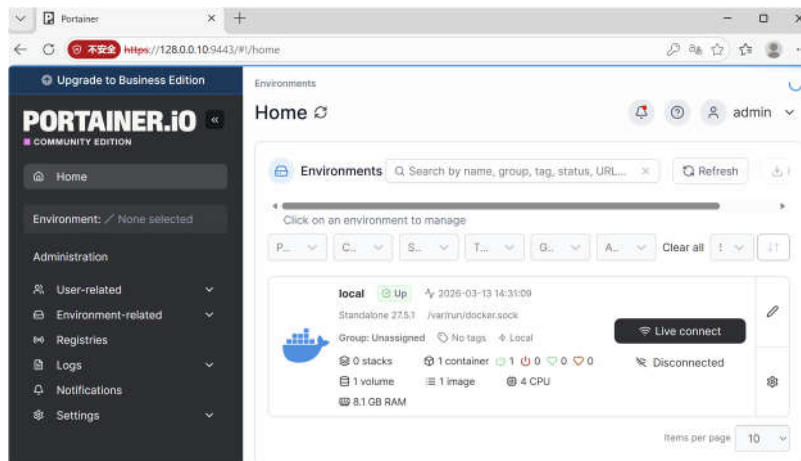 Portainer
不安全 https://128.0.0.10:9443/#!/home
Upgrade to Business Edition
PORTAINER.iO
COMMUNITY EDITION
Home
Environment: None selected
Administration
User-related
Environment-related
Registries
Logs
Notifications
Settings
Environments
Home
admin
Environments
Search by name, group, tag, status, URL...
Refresh
Click on an environment to manage
P...
C...
S...
T...
G...
A...
Clear all
local Up 2026-03-13 14:31:09
Standalone 27.5.1 /var/run/docker.sock
Group: Unassigned No tags Local
0 stacks 1 container 1 0 0 0
1 volume 1 image 4 CPU
8.1 GB RAM
Live connect
Disconnected
Items per page 10